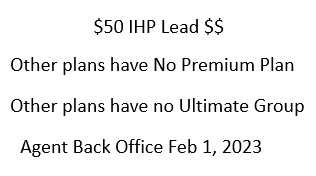 $50 IHP Lead $$
Other plans have No Premium Plan
Other plans have no Ultimate Group
Agent Back Office Feb 1, 2023